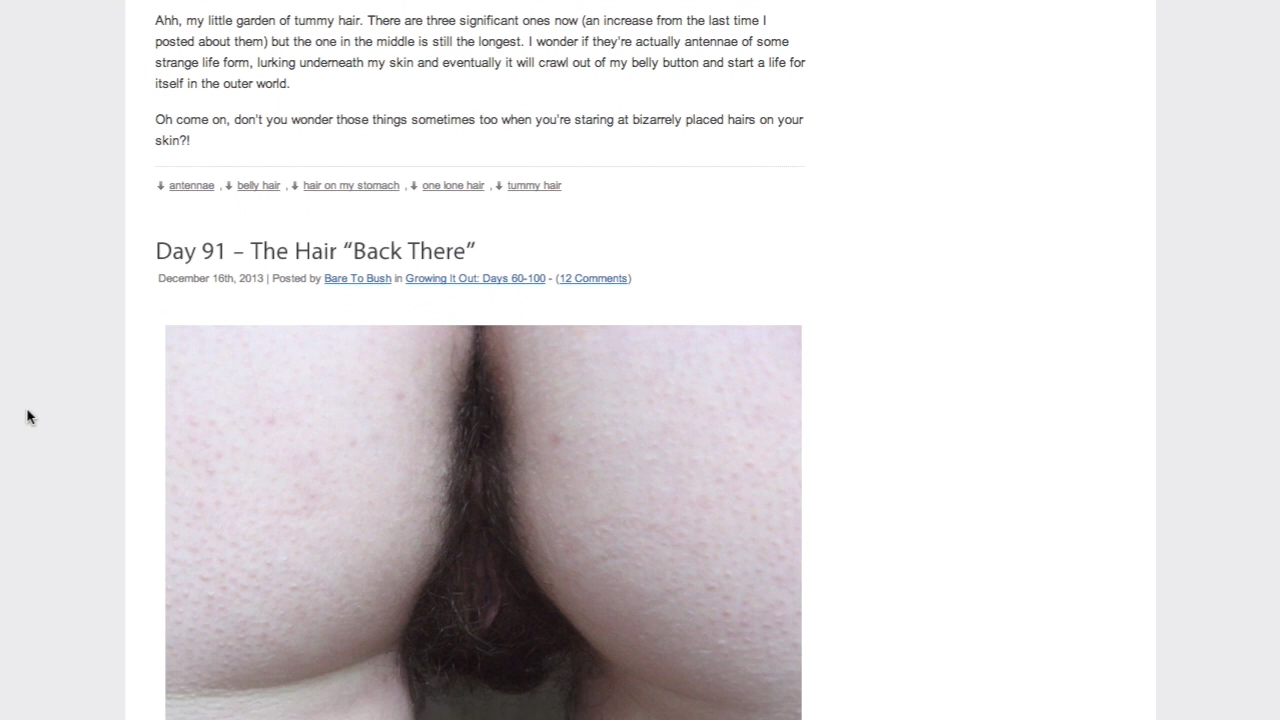 Ahh, my little garden of tummy hair. There are three significant ones now (an increase from the last time I
posted about them) but the one in the middle is still the longest. I wonder if they're actually antennae of some
strange life form, lurking underneath my skin and eventually it will crawl out of my belly button and start a life for
itself in the outer world.
Oh come on, don't you wonder those things sometimes too when you're staring at bizarrely placed hairs on your
skin?!
antennae , belly hair , hair on my stomach , one lone hair , tummy hair
Day 91 – The Hair “Back There”
December 16th, 2013 | Posted by Bare To Bush in Growing It Out: Days 60-100 - (12 Comments)